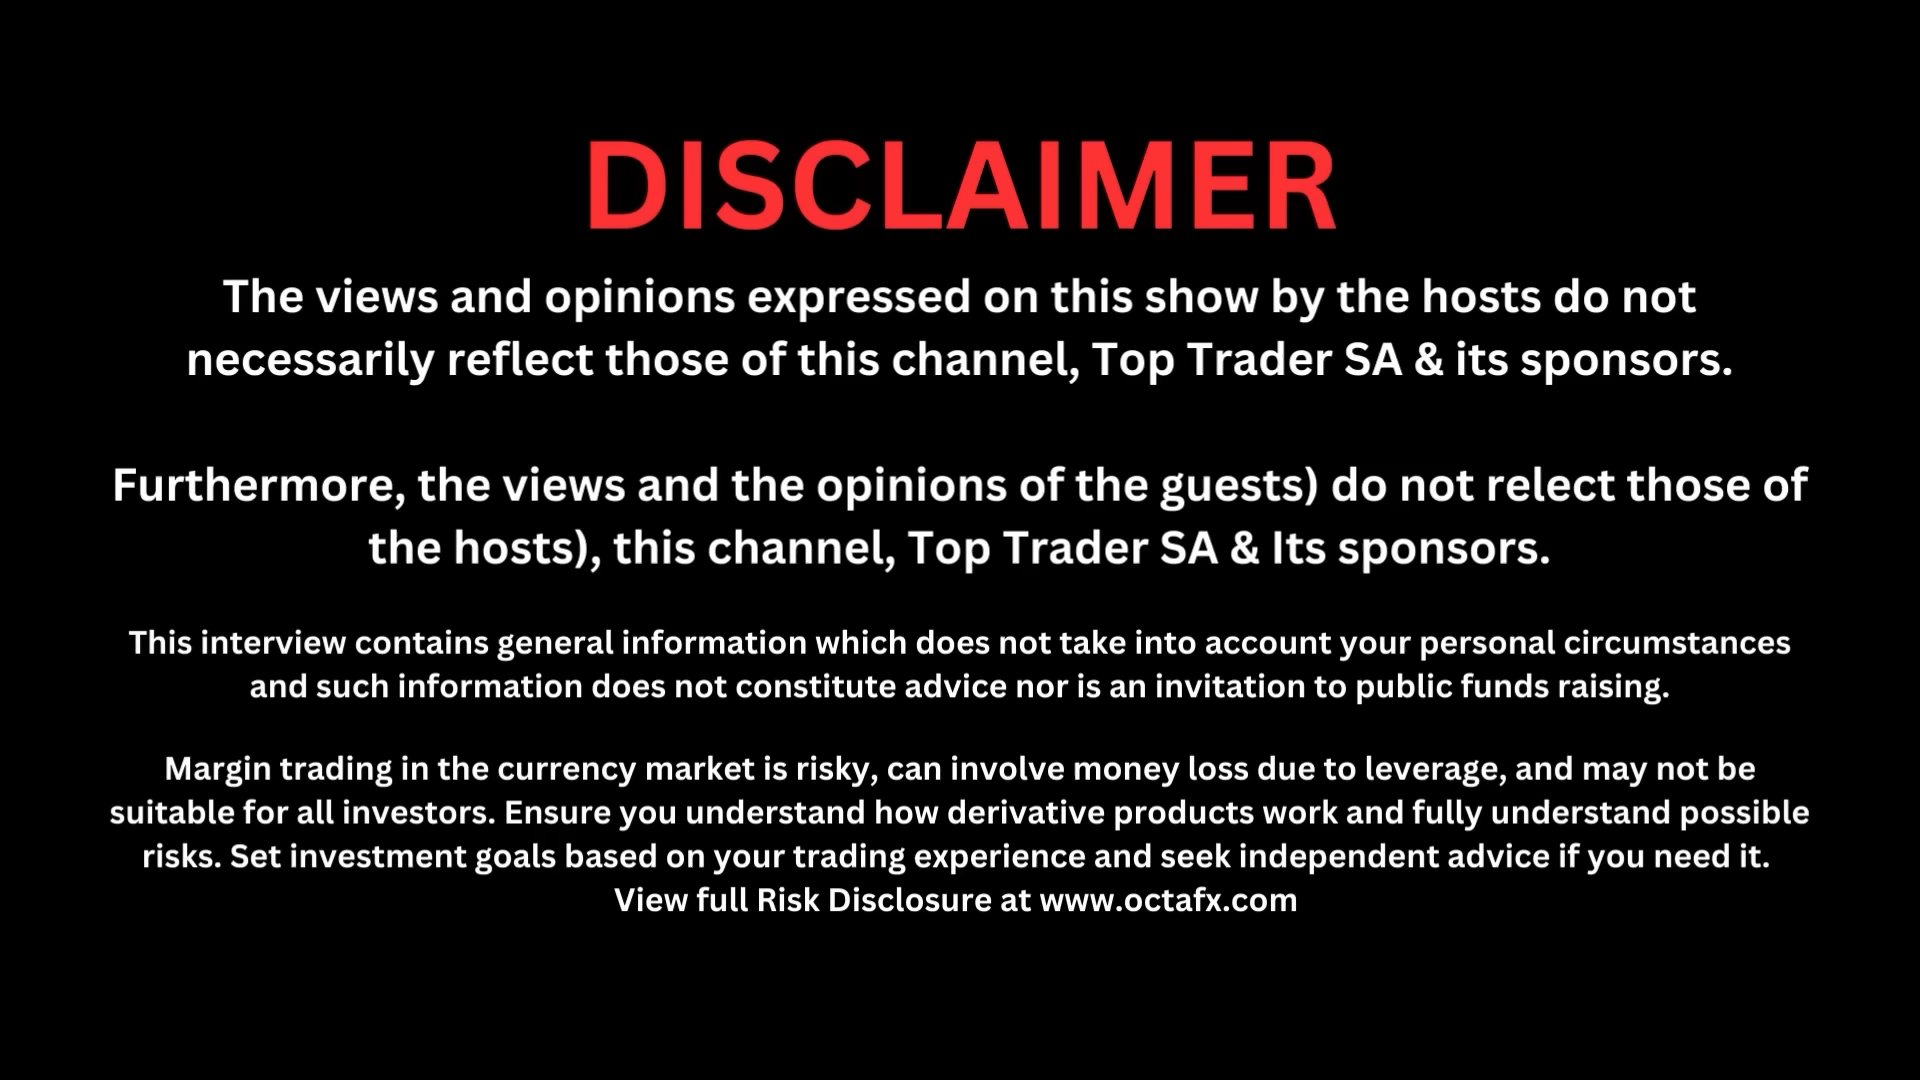 DISCLAIMER
The views and opinions expressed on this show by the hosts do not
necessarily reflect those of this channel, Top Trader SA & its sponsors.
Furthermore, the views and the opinions of the guests) do not relect those of
the hosts), this channel, Top Trader SA & Its sponsors.
This interview contains general information which does not take into account your personal circumstances
and such information does not constitute advice nor is an invitation to public funds raising.
Margin trading in the currency market is risky, can involve money loss due to leverage, and may not be
suitable for all investors. Ensure you understand how derivative products work and fully understand possible
risks. Set investment goals based on your trading experience and seek independent advice if you need it.
View full Risk Disclosure at www.octafx.com